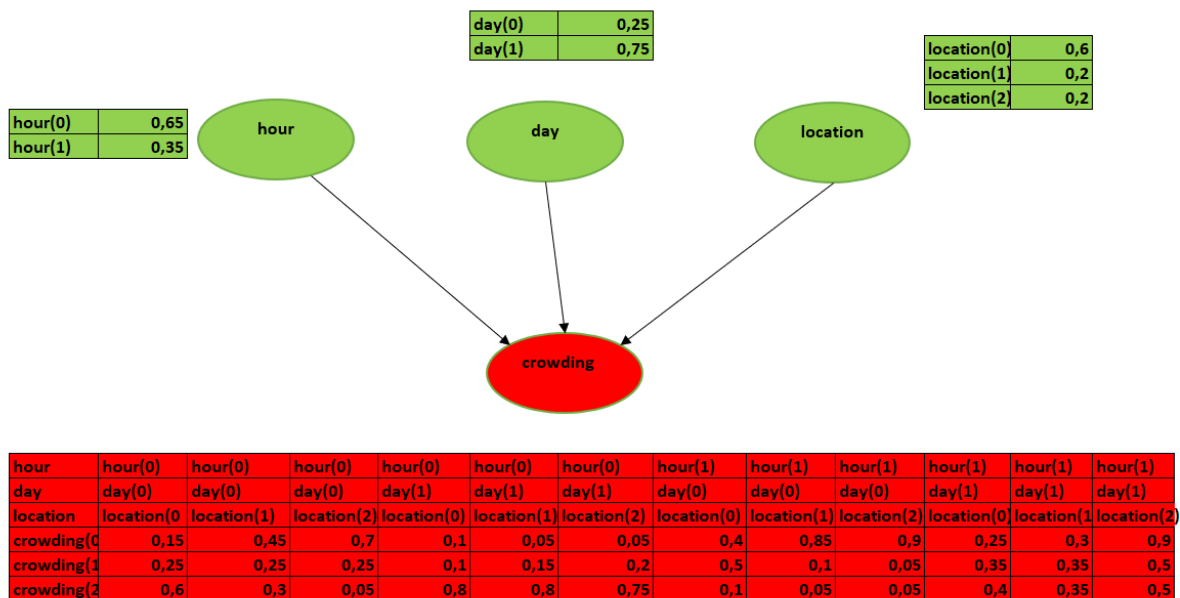 day(0) 0,25
day(1) 0,75
location(0) 0,6
location(1) 0,2
location(2) 0,2
hour(0) 0,65
hour(1) 0,35
hour
day
location
crowding
hour hour(0) hour(0) hour(0) hour(0) hour(0) hour(0) hour(1) hour(1) hour(1) hour(1) hour(1) hour(1)
day day(0) day(0) day(0) day(1) day(1) day(1) day(0) day(0) day(0) day(1) day(1) day(1)
location location(0 location(1) location(2) location(0) location(1) location(2) location(0) location(1) location(2) location(0) location(1 location(2)
crowding(0 0,15 0,45 0,7 0,1 0,05 0,05 0,4 0,85 0,9 0,25 0,3 0,9
crowding(1 0,25 0,25 0,25 0,1 0,15 0,2 0,5 0,1 0,05 0,35 0,35 0,5
crowding(2 0,6 0,3 0,05 0,8 0,8 0,75 0,1 0,05 0,05 0,4 0,35 0,5